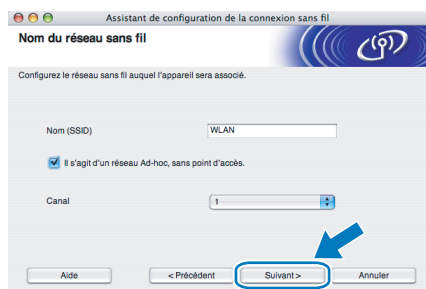 Assistant de configuration de la connexion sans fil
Nom du réseau sans fil
Configurez le réseau sans fil auquel l'appareil sera associé.
Nom (SSID) WLAN
Il s'agit d'un réseau Ad-hoc, sans point d'accès.
Canal 1
Aide < Précédent Suivant > Annuler